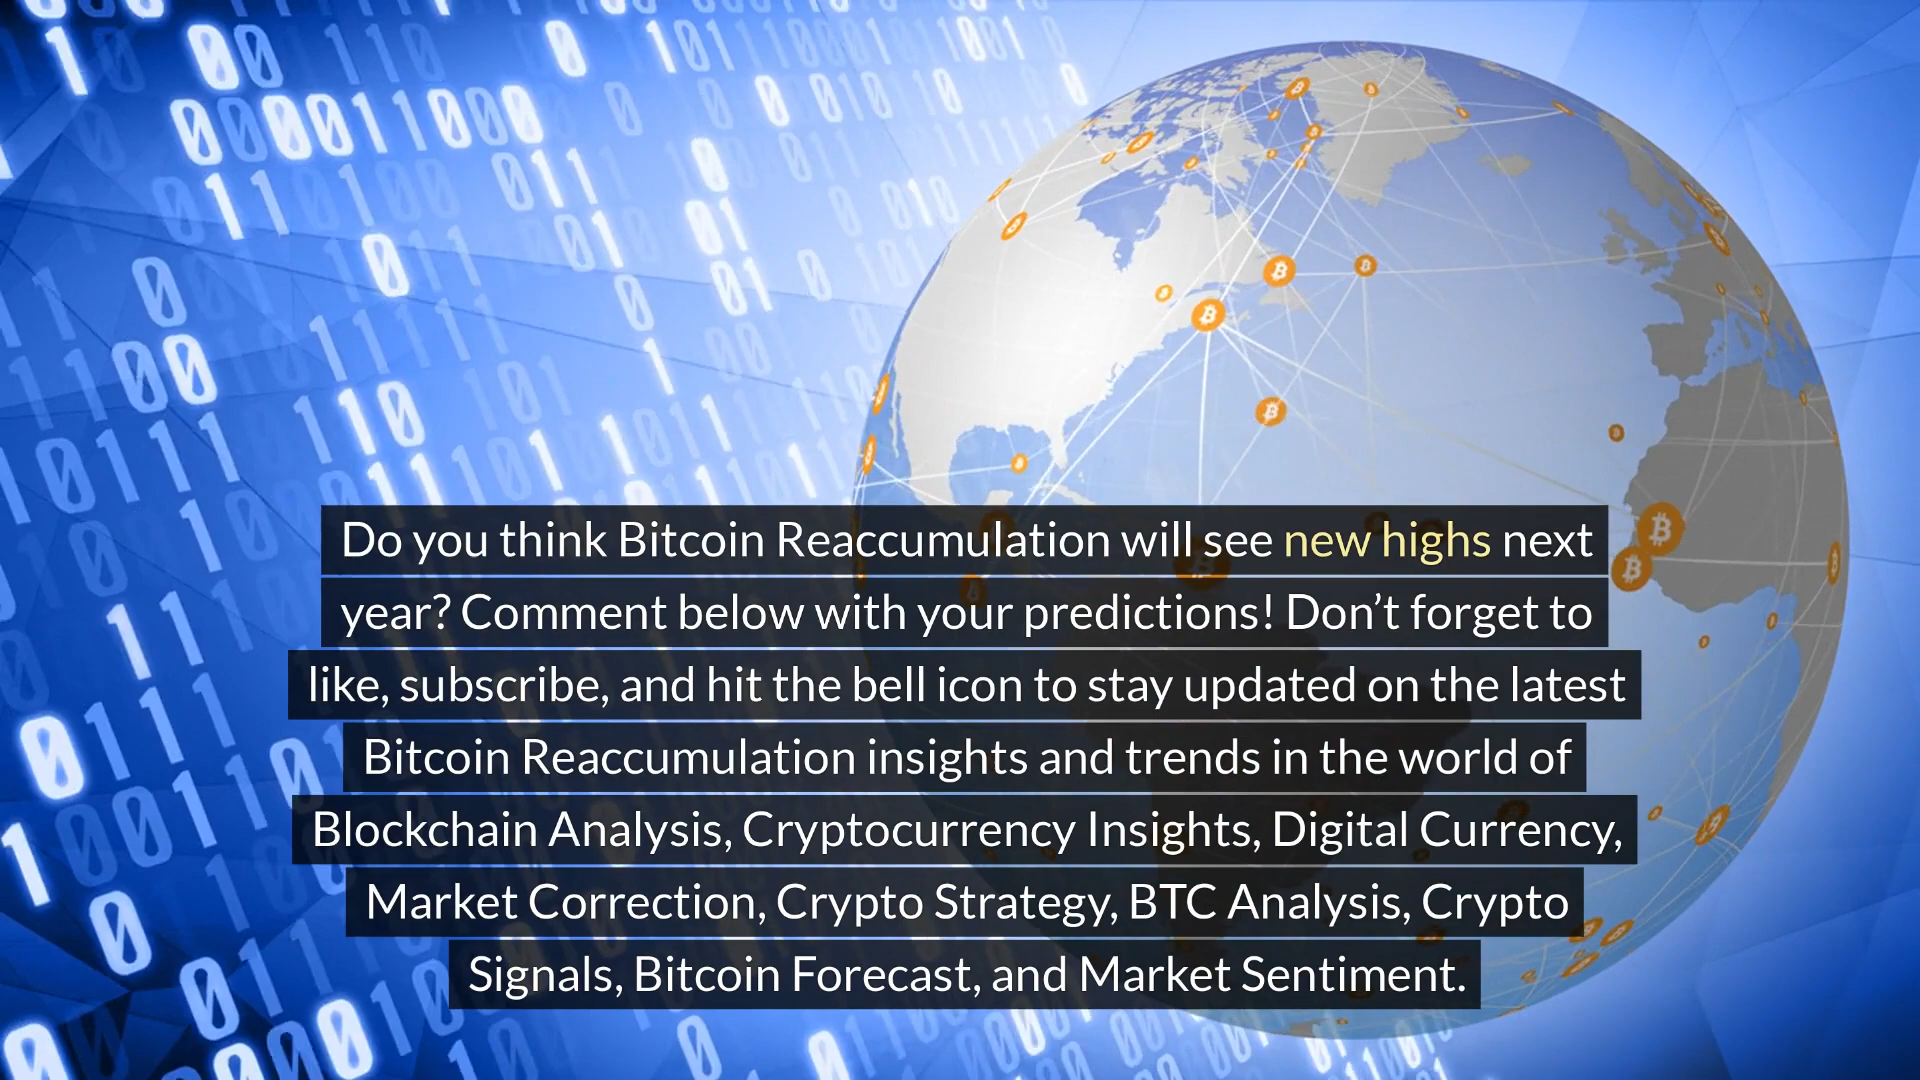 Do you think Bitcoin Reaccumulation will see new highs next
year? Comment below with your predictions! Don’t forget to
like, subscribe, and hit the bell icon to stay updated on the latest
Bitcoin Reaccumulation insights and trends in the world of
Blockchain Analysis, Cryptocurrency Insights, Digital Currency,
Market Correction, Crypto Strategy, BTC Analysis, Crypto
Signals, Bitcoin Forecast, and Market Sentiment.